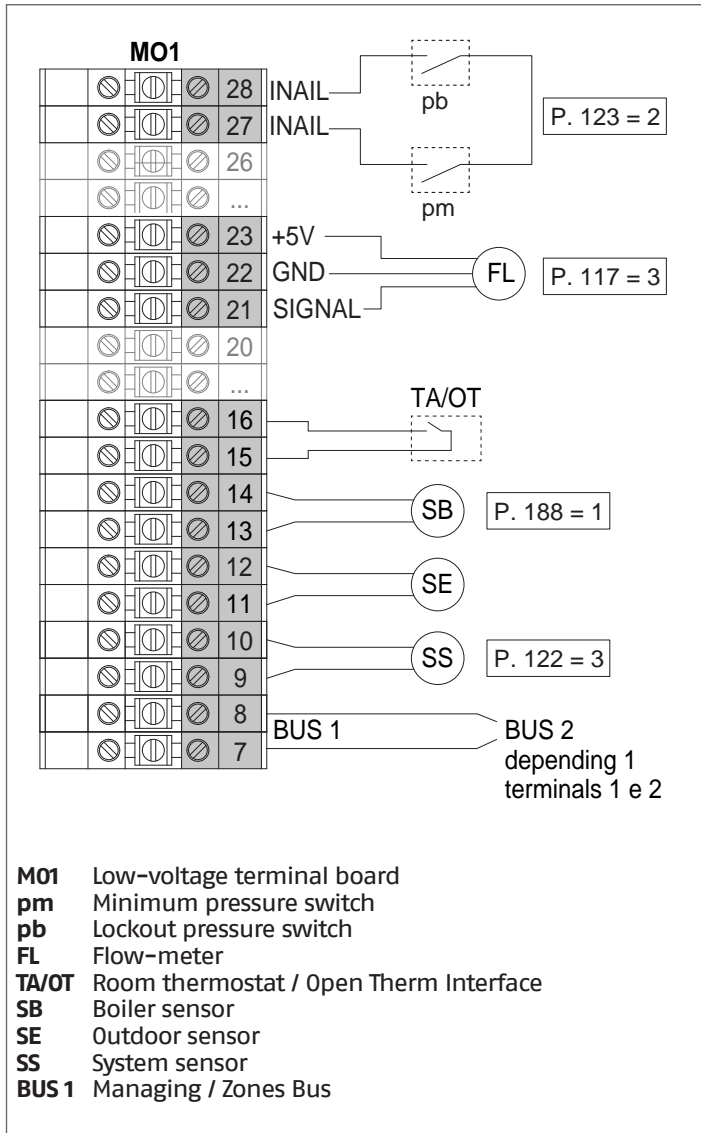 MO1
28 INAIL
pb
P. 123 = 2
27 INAIL
26
...
pm
23 +5V
22 GND FL P. 117 = 3
21 SIGNAL
20
...
TA/OT
16
15
14
SB P. 188 = 1
13
12
SE
11
10
SS P. 122 = 3
9
8
BUS 1 BUS 2
7
depending 1
terminals 1 e 2
M01 Low-voltage terminal board
pm Minimum pressure switch
pb Lockout pressure switch
FL Flow-meter
TA/OT Room thermostat / Open Therm Interface
SB Boiler sensor
SE Outdoor sensor
SS System sensor
BUS 1 Managing / Zones Bus